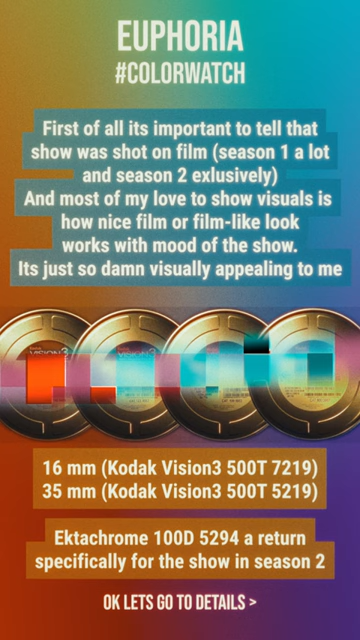 EUPHORIA
#COLORWATCH
First of all its important to tell that
show was shot on film (season 1 a lot
and season 2 exlusively)
And most of my love to show visuals is
how nice film or film-like look
works with mood of the show.
Its just so damn visually appealing to me
VISION3
16 mm (Kodak Vision3 500T 7219)
35 mm (Kodak Vision3 500T 5219)
Ektachrome 100D 5294 a return
specifically for the show in season 2
OK LETS GO TO DETAILS >